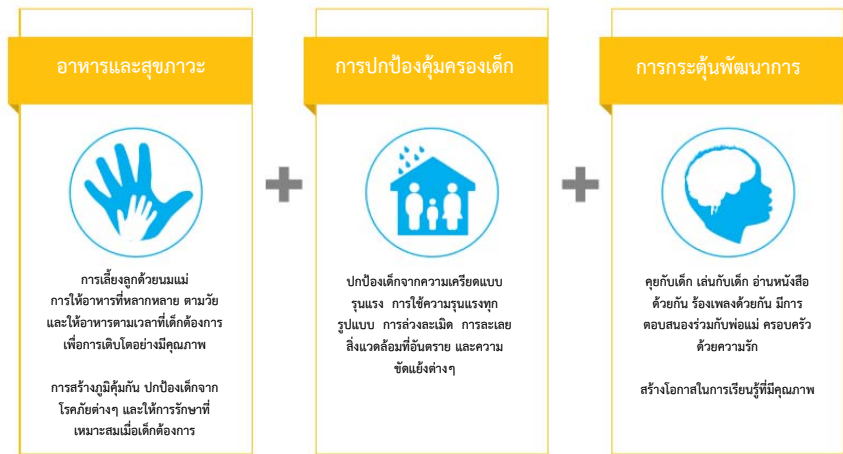 อาหารและสุขภาวะ
การเลี้ยงลูกด้วยนมแม่
การให้อาหารที่หลากหลาย ตามวัย
และให้อาหารตามเวลาที่เด็กต้องการ
เพื่อการเติบโตอย่างมีคุณภาพ
การสร้างภูมิคุ้มกัน ปกป้องเด็กจาก
โรคภัยต่างๆ และให้การรักษาที่
เหมาะสมเมื่อเด็กต้องการ
การปกป้องคุ้มครองเด็ก
ปกป้องเด็กจากความเครียดแบบ
รุนแรง การใช้ความรุนแรงทุก
รูปแบบ การล่วงละเมิด การละเลย
สิ่งแวดล้อมที่อันตราย และความ
ขัดแย้งต่างๆ
การกระตุ้นพัฒนาการ
คุยกับเด็ก เล่นกับเด็ก อ่านหนังสือ
ด้วยกัน ร้องเพลงด้วยกัน มีการ
ตอบสนองร่วมกับพ่อแม่ ครอบครัว
ด้วยความรัก
สร้างโอกาสในการเรียนรู้ที่มีคุณภาพ